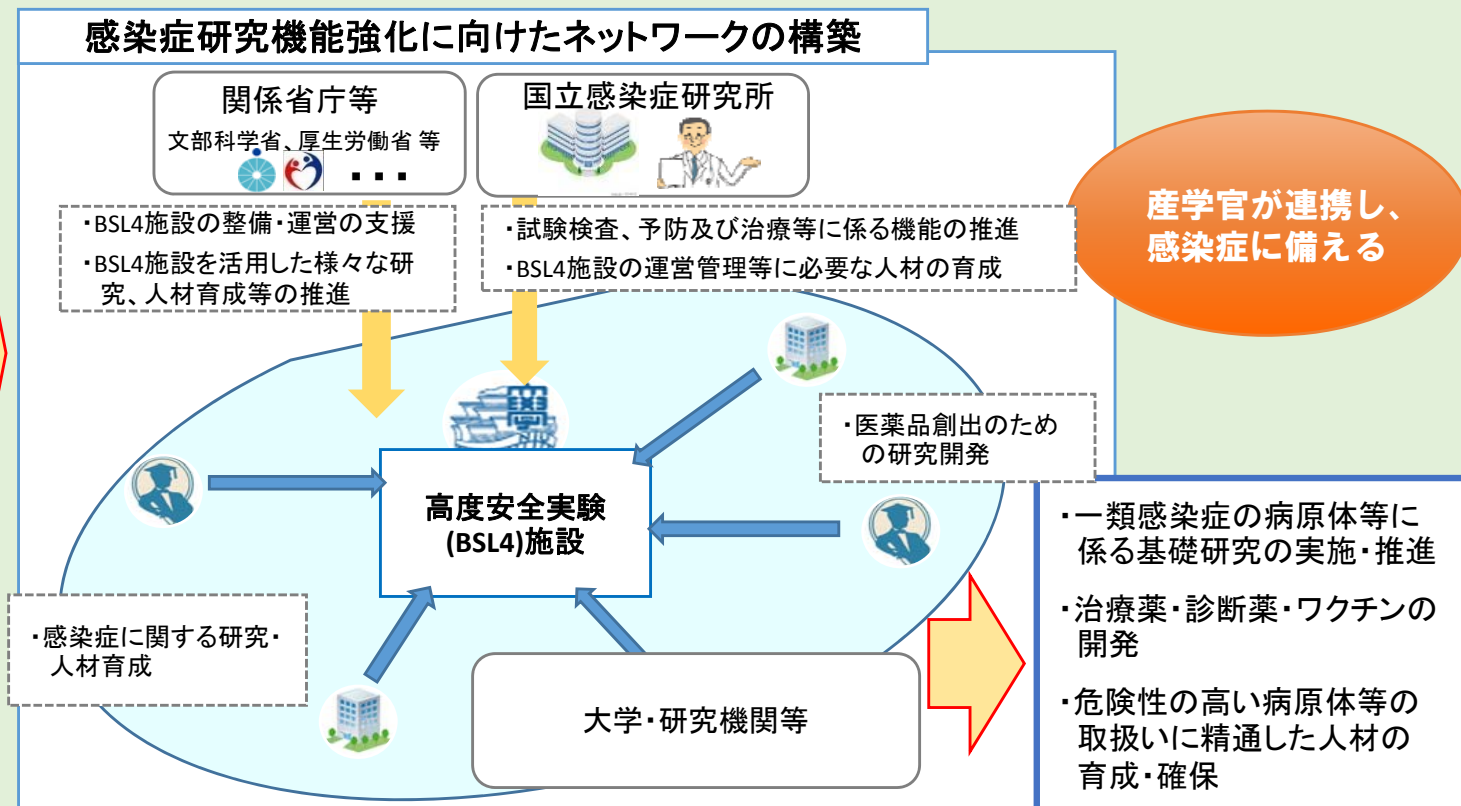 感染症研究機能強化に向けたネットワークの構築
関係省庁等
文部科学省、厚生労働省 等
・・・
国立感染症研究所
・BSL4施設の整備・運営の支援
・BSL4施設を活用した様々な研
究、人材育成等の推進
・試験検査、予防及び治療等に係る機能の推進
・BSL4施設の運営管理等に必要な人材の育成
産学官が連携し、
感染症に備える
學
・医薬品創出のため
の研究開発
高度安全実験
(BSL4)施設
・感染症に関する研究・
人材育成
大学・研究機関等
・一類感染症の病原体等に
係る基礎研究の実施・推進
・治療薬・診断薬・ワクチンの
開発
・危険性の高い病原体等の
取扱いに精通した人材の
育成・確保